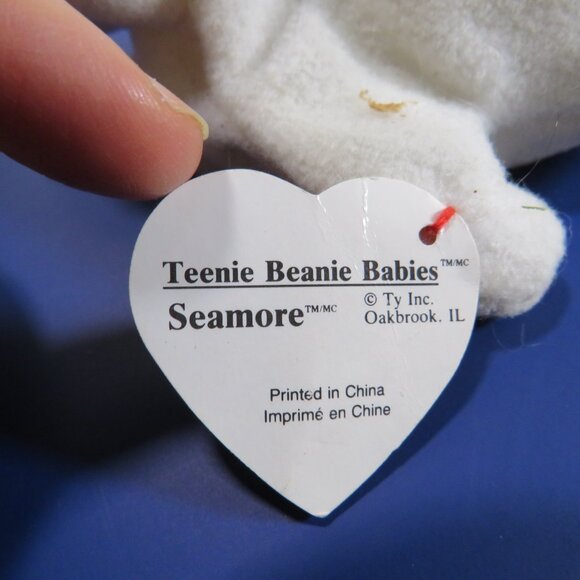 Teenie Beanie Babies™/MC
Seamore™/MC
© Ty Inc.
Oakbrook. IL
Printed in China
Imprimé en Chine